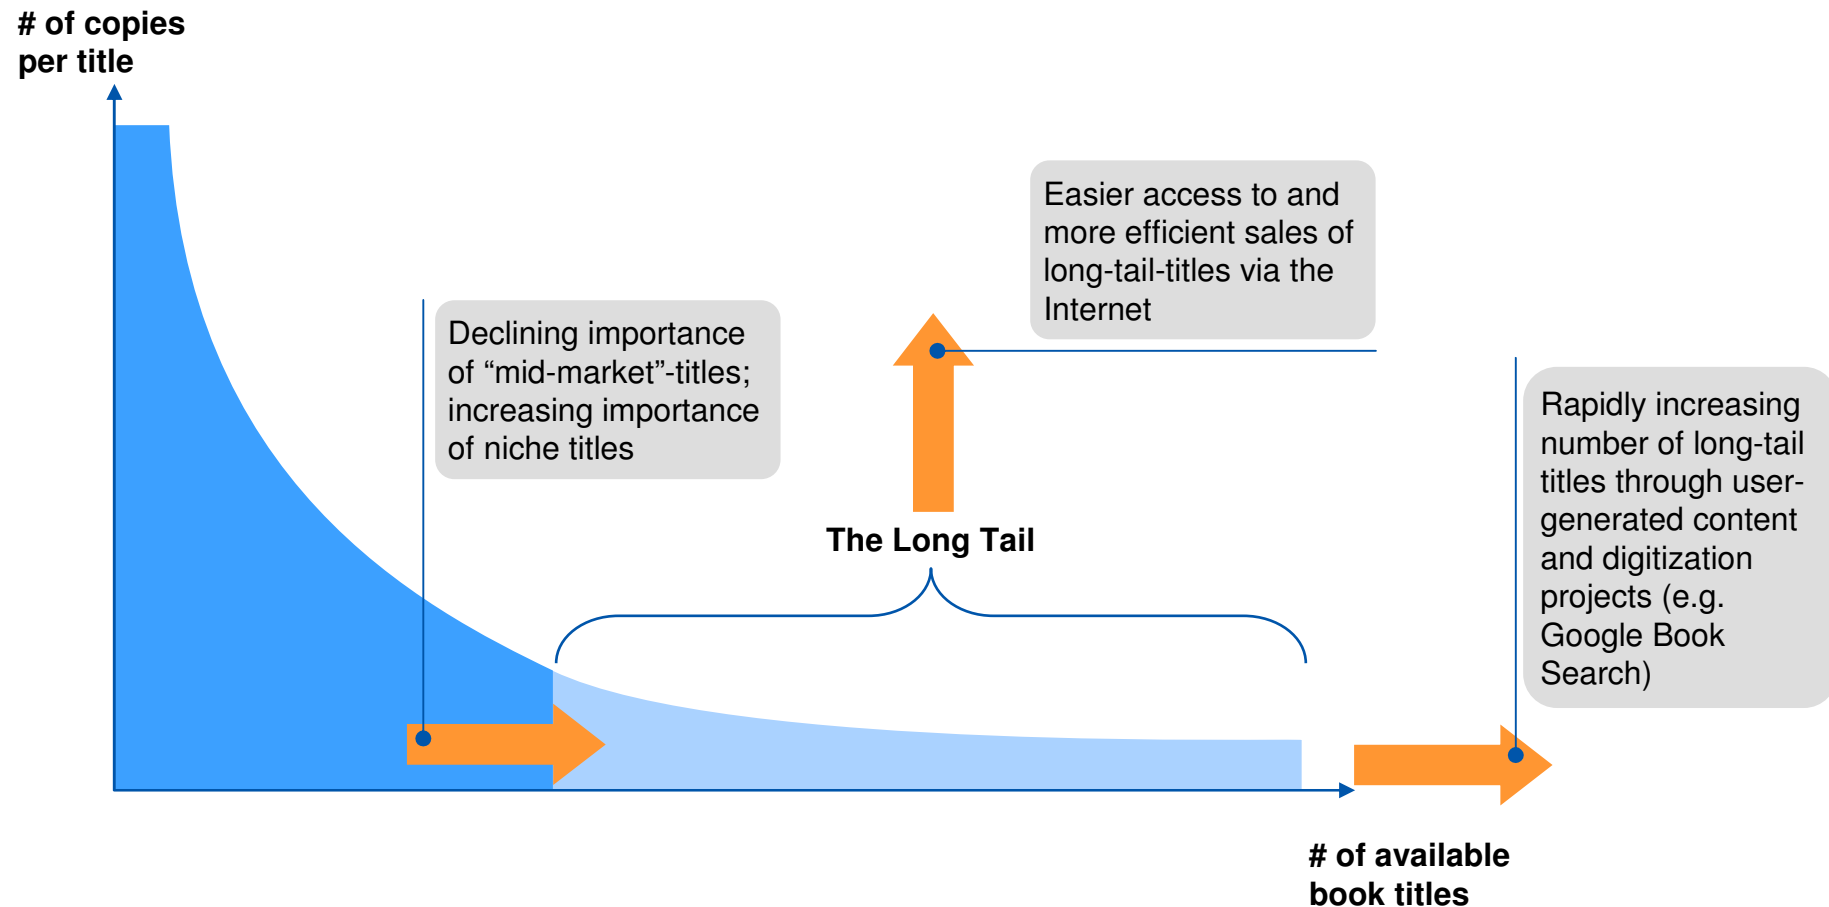 # of copies
per title
Easier access to and
more efficient sales of
long-tail-titles via the
Internet
Declining importance
of “mid-market”-titles;
increasing importance
of niche titles
Rapidly increasing
number of long-tail
titles through user-
generated content
and digitization
projects (e.g.
Google Book
Search)
The Long Tail
# of available
book titles